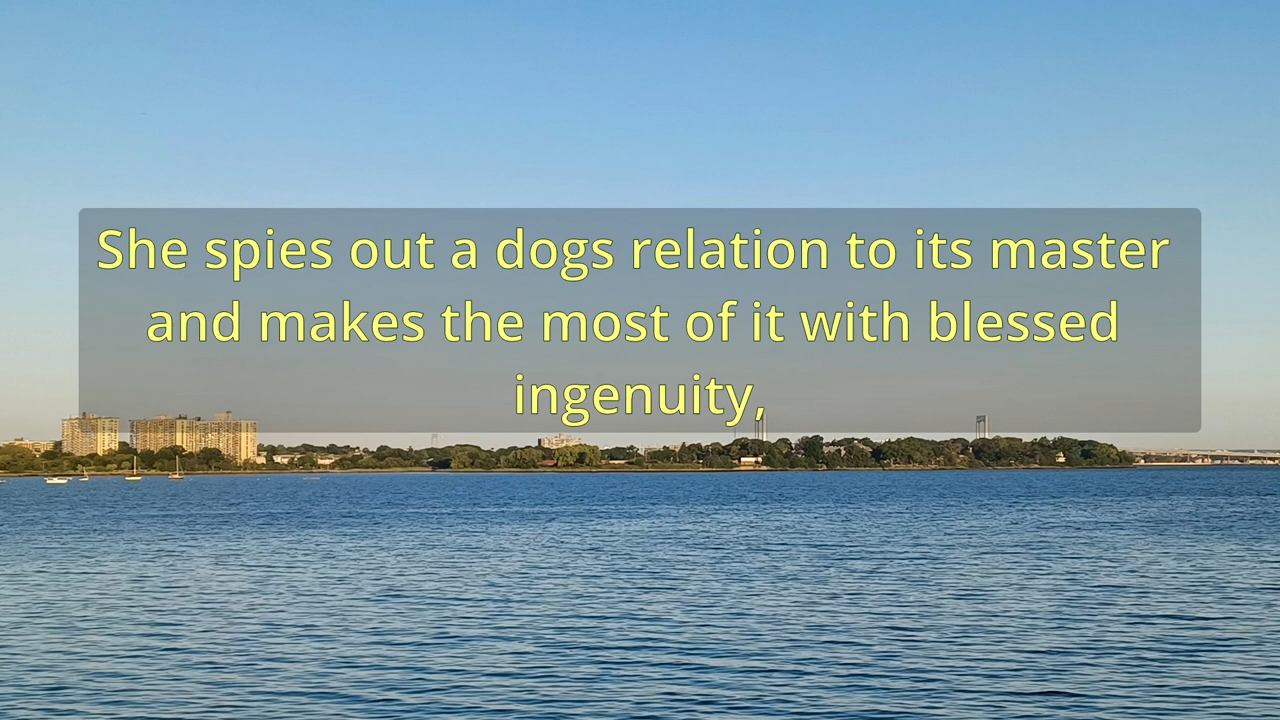 She spies out a dogs relation to its master
and makes the most of it with blessed
ingenuity,